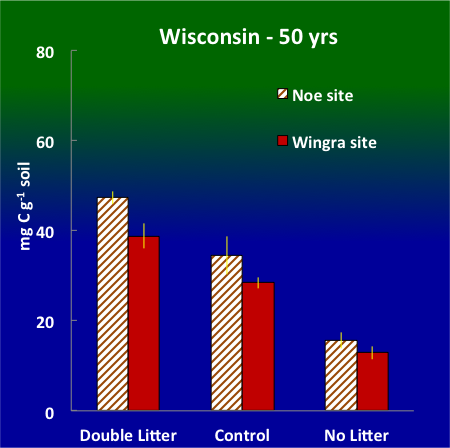 Wisconsin - 50 yrs
80
60
40
20
0
mg C g⁻¹ soil
Noe site
Wingra site
Double Litter
Control
No Litter